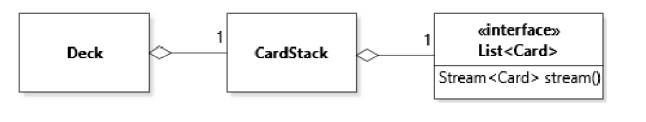 Deck
1
CardStack
1
«interface»
List<Card>
Stream<Card> stream()